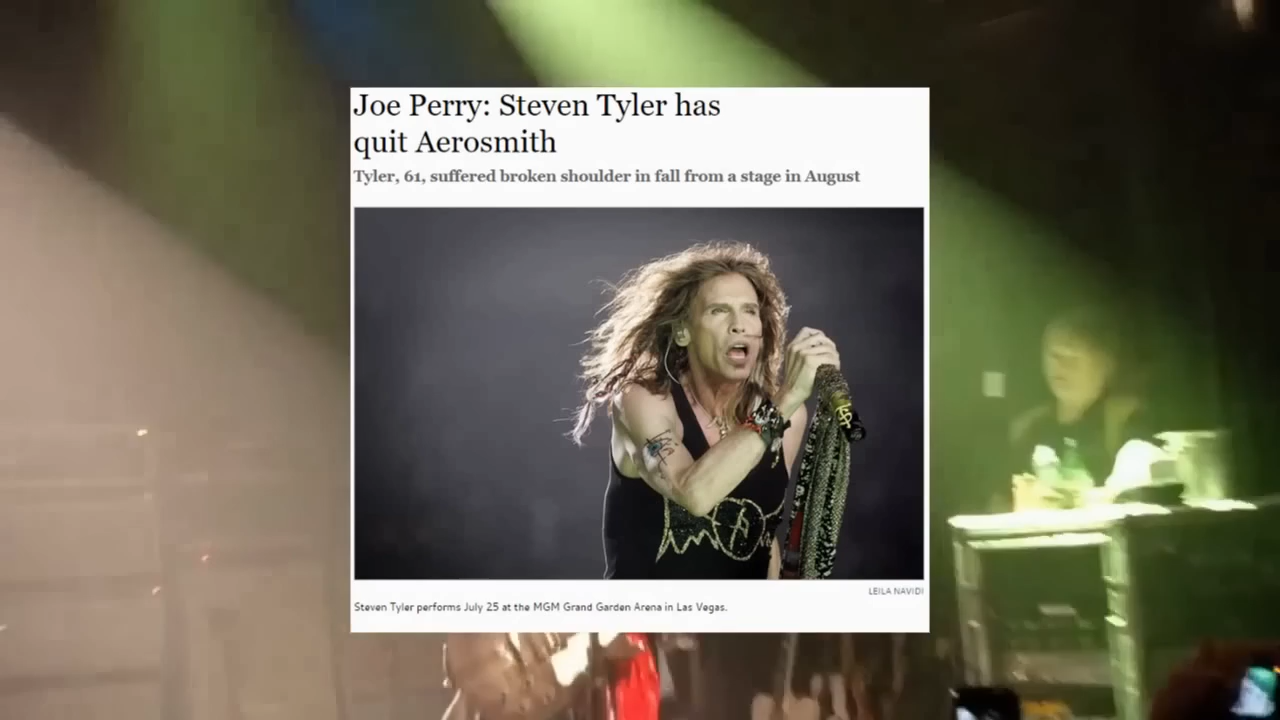 Joe Perry: Steven Tyler has
quit Aerosmith
Tyler, 61, suffered broken shoulder in fall from a stage in August
LEILA NAVIDI
Steven Tyler performs July 25 at the MGM Grand Garden Arena in Las Vegas.